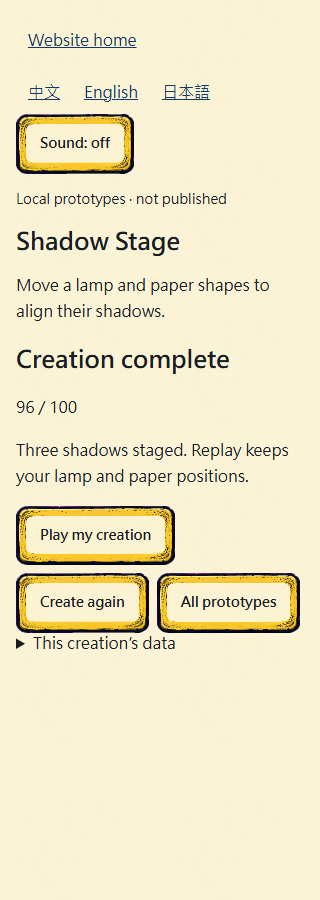 Website home
中文 English 日本語
Sound: off
Local prototypes · not published
Shadow Stage
Move a lamp and paper shapes to
align their shadows.
Creation complete
96 / 100
Three shadows staged. Replay keeps
your lamp and paper positions.
Play my creation
Create again All prototypes
▶ This creation's data